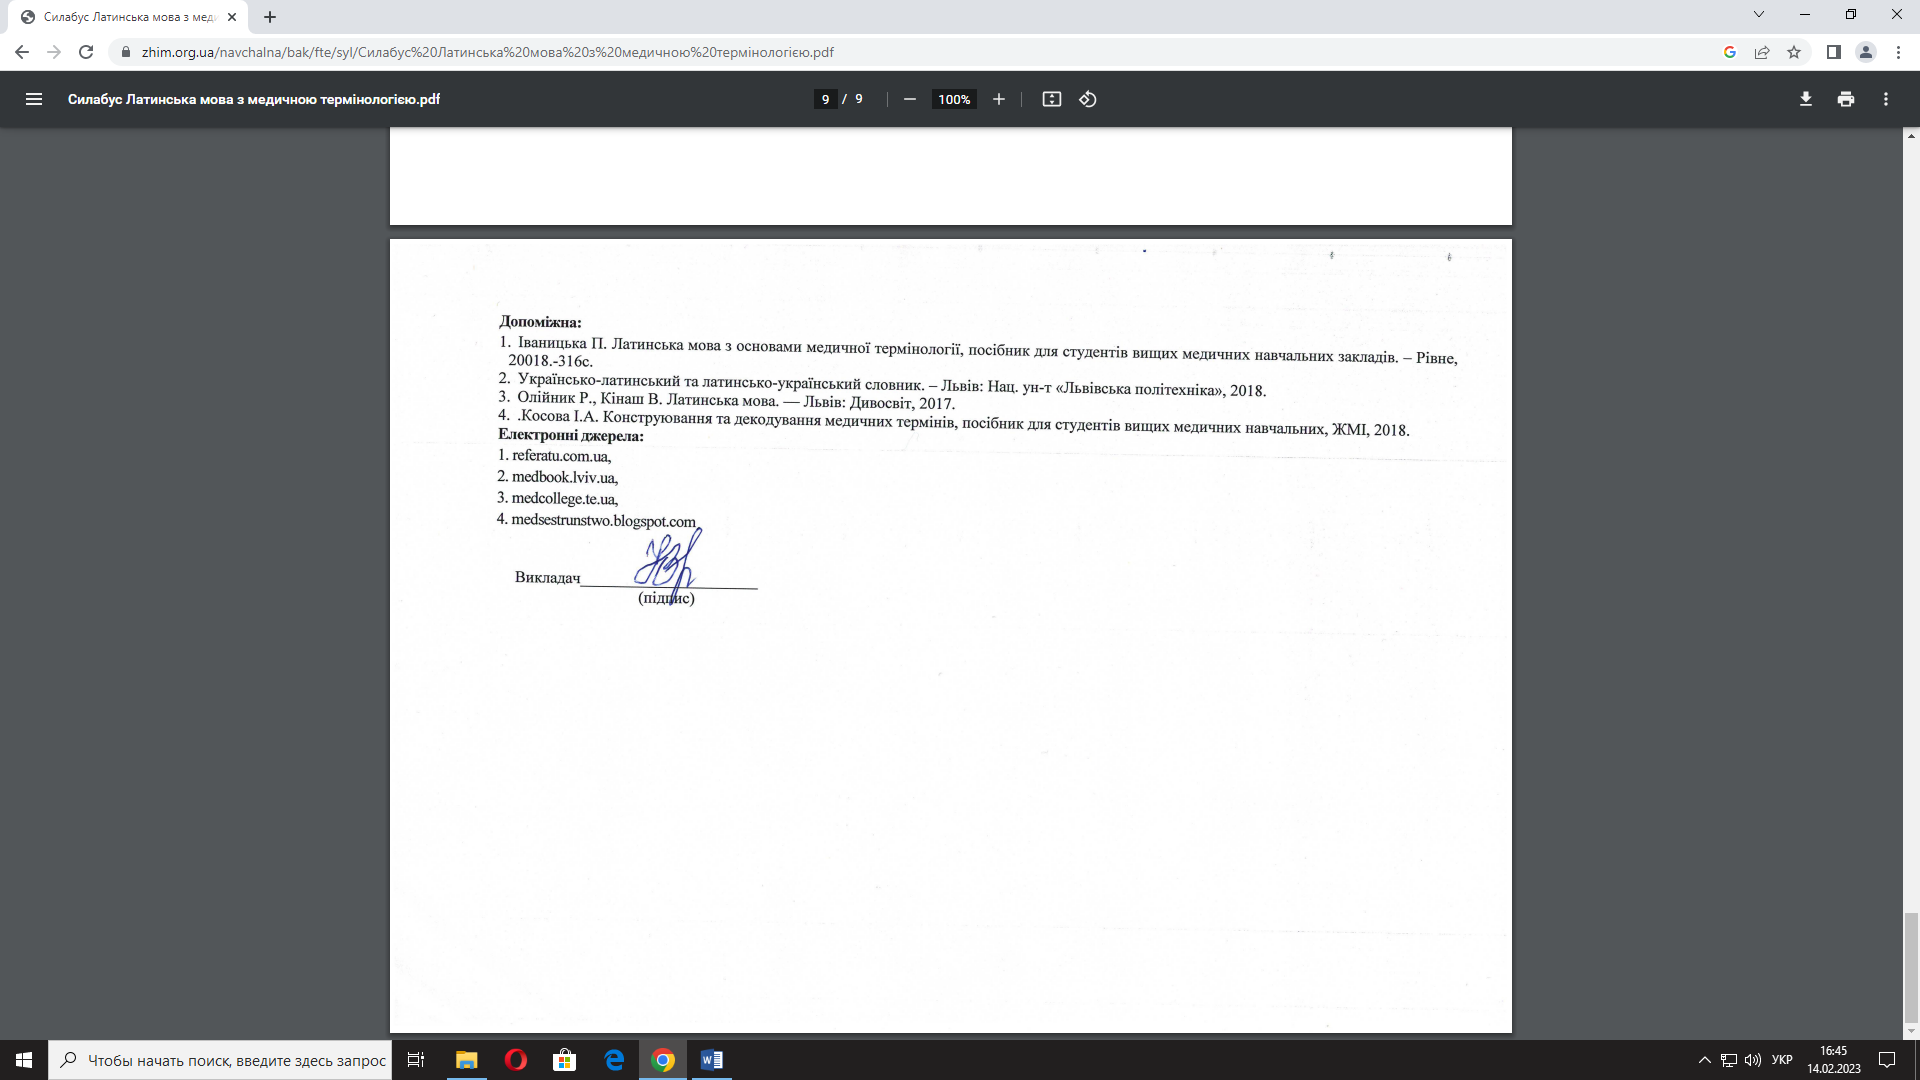 Силабус Латинська мова з мед
zhim.org.ua/navchalna/bak/fte/syl/Силабус%20Латинська%20мова%20з%20медичною%20термінологією.pdf
Силабус Латинська мова з медичною термінологією.pdf
9 / 9
100%
Допоміжна:
1. Іваницька П. Латинська мова з основами медичної термінології, посібник для студентів вищих медичних навчальних закладів. – Рівне,
20018.-316с.
2. Українсько-латинський та латинсько-український словник. – Львів: Нац. ун-т «Львівська політехніка», 2018.
3. Олійник Р., Кінаш В. Латинська мова. — Львів: Дивосвіт, 2017.
4. .Косова І.А. Конструювання та декодування медичних термінів, посібник для студентів вищих медичних навчальних, ЖМІ, 2018.
Електронні джерела:
1. referatu.com.ua,
2. medbook.lviv.ua,
3. medcollege.te.ua,
4. medsestrunstwo.blogspot.com
Викладач
(підпис)
Чтобы начать поиск, введите здесь запрос
УКР
16:45
14.02.2023